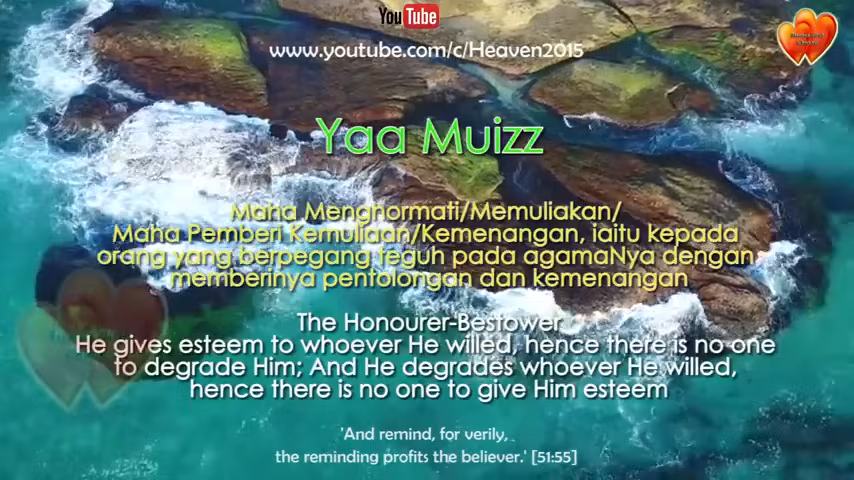 YouTube
www.youtube.com/c/Heaven2015
Yaa Muizz
Maha Menghormati/Memuliakan/
Maha Pemberi Kemuliaan/Kemenangan, iaitu kepada
orang yang berpegang teguh pada agamaNya dengan
memberinya pentolongan dan kemenangan
The Honourer-Bestower
He gives esteem to whoever He willed, hence there is no one
to degrade Him; And He degrades whoever He willed,
hence there is no one to give Him esteem
'And remind, for verily,
the reminding profits the believer.' [51:55]